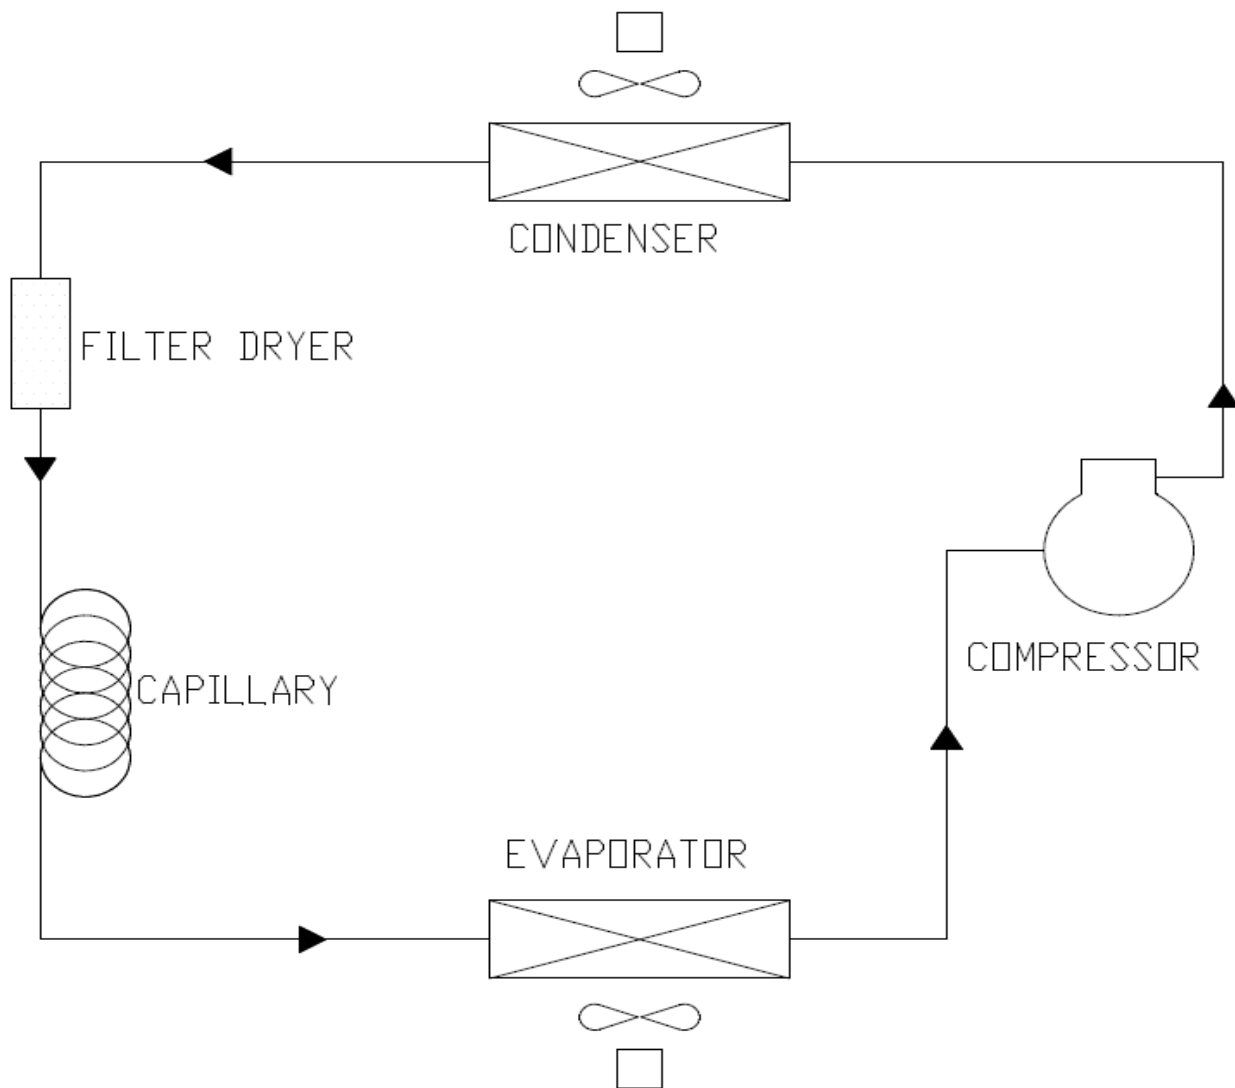 CONDENSER
FILTER DRYER
COMPRESSOR
CAPILLARY
EVAPORATOR